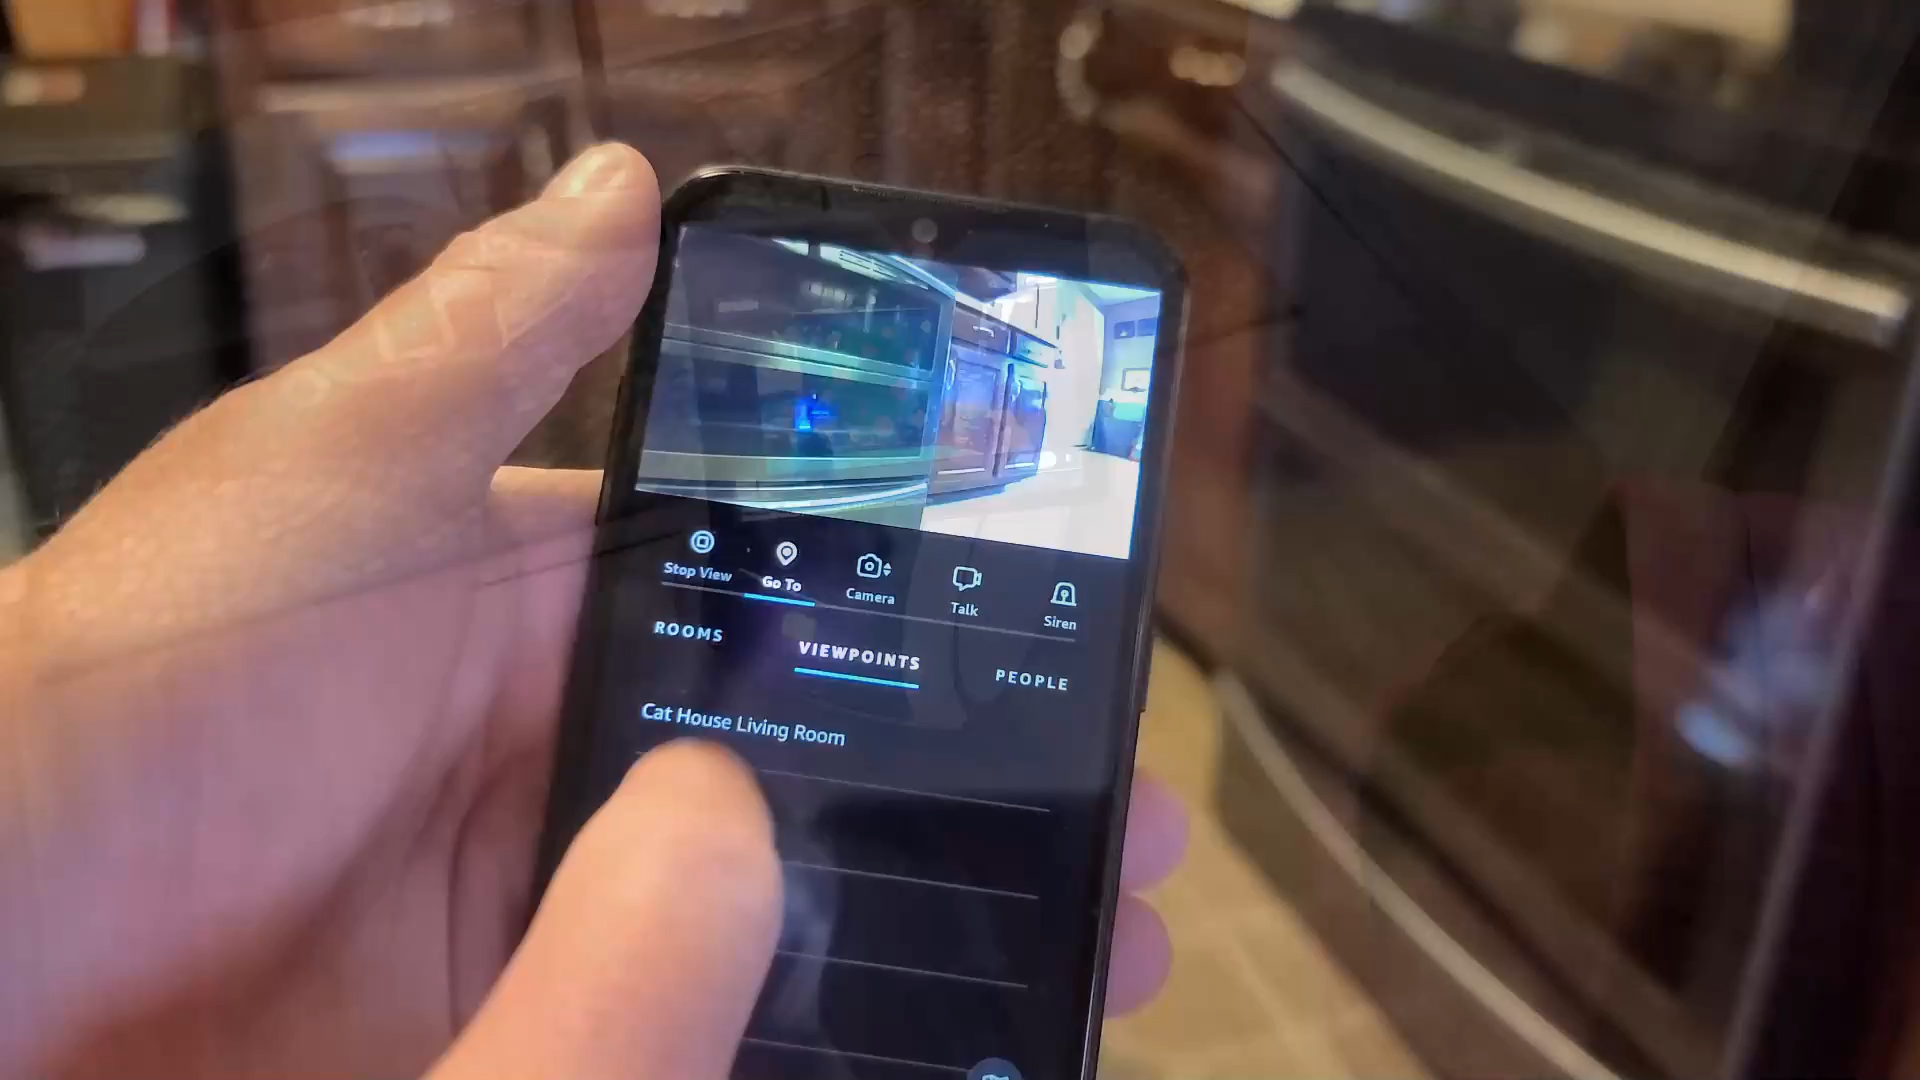 Stop View
Go To
Camera
Talk
Siren
ROOMS
VIEWPOINTS
PEOPLE
Cat House Living Room